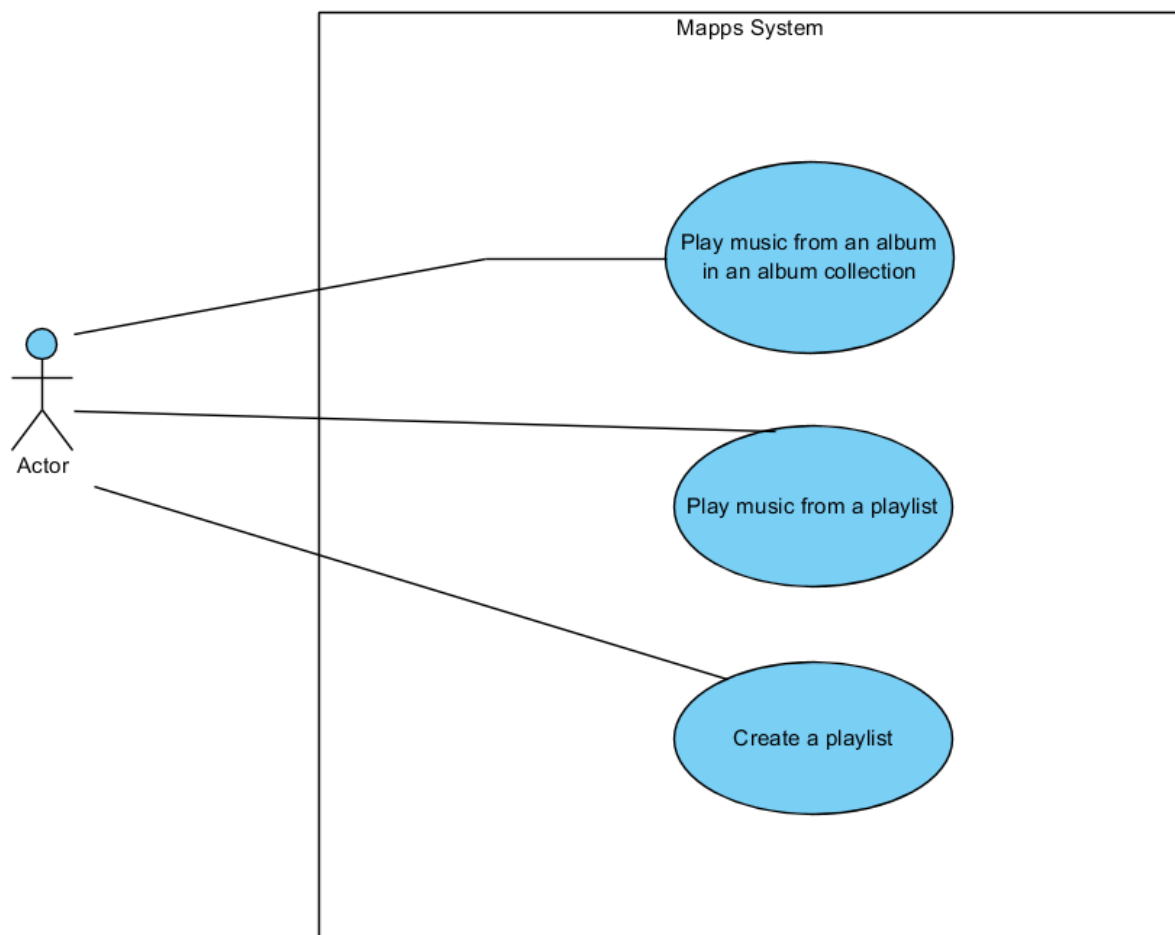 Mapps System
Play music from an album
in an album collection
Actor
Play music from a playlist
Create a playlist